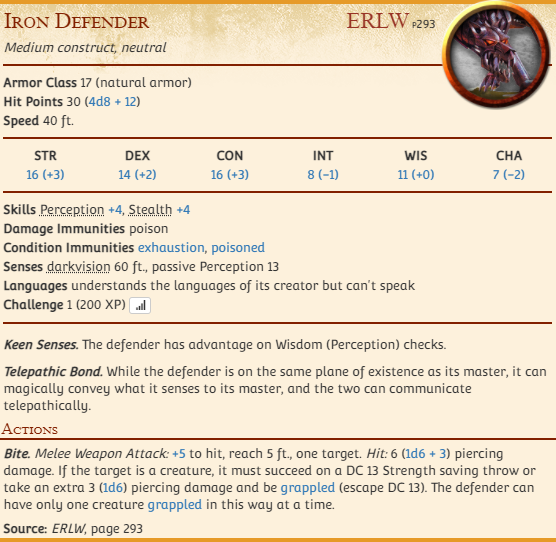 Iron Defender ERLW p293
Medium construct, neutral
Armor Class 17 (natural armor)
Hit Points 30 (4d8 + 12)
Speed 40 ft.
STR DEX CON INT WIS CHA
16 (+3) 14 (+2) 16 (+3) 8 (−1) 11 (+0) 7 (−2)
Skills Perception +4, Stealth +4
Damage Immunities poison
Condition Immunities exhaustion, poisoned
Senses darkvision 60 ft., passive Perception 13
Languages understands the languages of its creator but can't speak
Challenge 1 (200 XP)
Keen Senses. The defender has advantage on Wisdom (Perception) checks.
Telepathic Bond. While the defender is on the same plane of existence as its master, it can
magically convey what it senses to its master, and the two can communicate
telepathically.
Actions
Bite. Melee Weapon Attack: +5 to hit, reach 5 ft., one target. Hit: 6 (1d6 + 3) piercing
damage. If the target is a creature, it must succeed on a DC 13 Strength saving throw or
take an extra 3 (1d6) piercing damage and be grappled (escape DC 13). The defender can
have only one creature grappled in this way at a time.
Source: ERLW, page 293